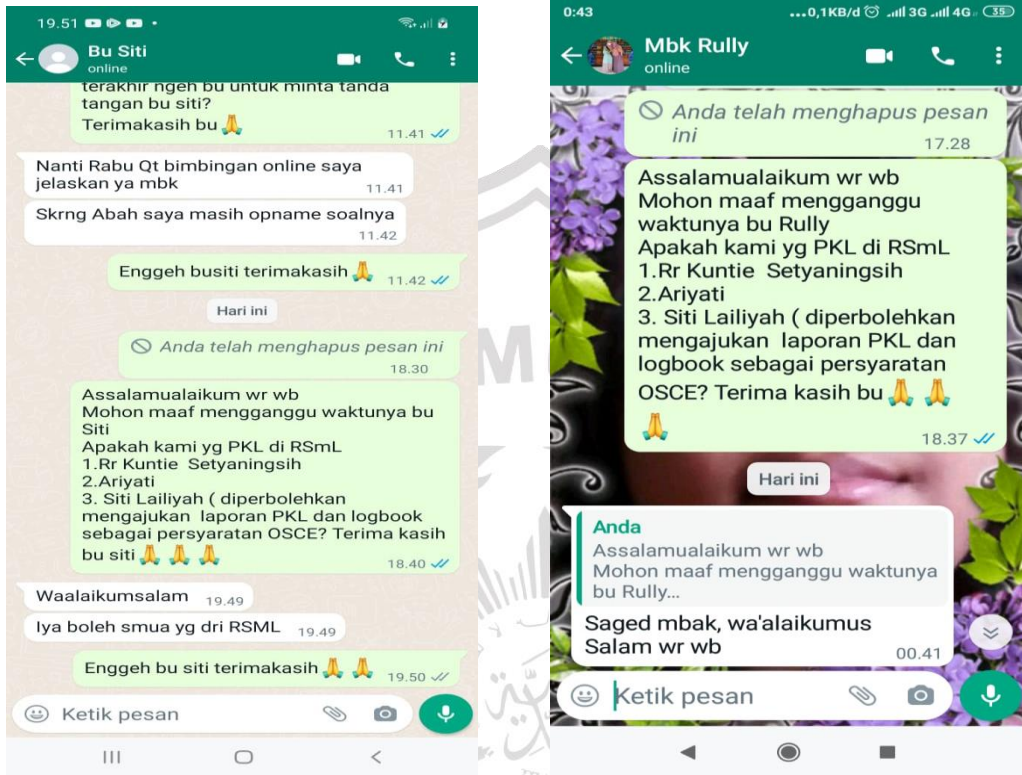 19.51
Bu Siti
online
terakhir ngeh bu untuk minta tanda
tangan bu siti?
Terimakasih bu 🙏
11.41
Nanti Rabu Qt bimbingan online saya
jelaskan ya mbk
11.41
Skrng Abah saya masih opname soalnya
11.42
Enggeh busiti terimakasih 🙏
11.42
Hari ini
Anda telah menghapus pesan ini
18.30
Assalamualaikum wr wb
Mohon maaf mengganggu waktunya bu
Siti
Apakah kami yg PKL di RSmL
1.Rr Kuntie Setyaningsih
2.Ariyati
3. Siti Lailiyah ( diperbolehkan
mengajukan laporan PKL dan logbook
sebagai persyaratan OSCE? Terima kasih
bu siti 🙏 🙏 🙏
18.40
Waalaikumsalam 19.49
Iya boleh smua yg dri RSML 19.49
Enggeh bu siti terimakasih 🙏 🙏 19.50
Ketik pesan
0:43 ...0,1KB/d 3G 4G 35
Mbk Rully
online
Anda telah menghapus pesan
ini
17.28
Assalamualaikum wr wb
Mohon maaf mengganggu
waktunya bu Rully
Apakah kami yg PKL di RSmL
1.Rr Kuntie Setyaningsih
2.Ariyati
3. Siti Lailiyah ( diperbolehkan
mengajukan laporan PKL dan
logbook sebagai persyaratan
OSCE? Terima kasih bu 🙏 🙏
🙏
18.37
Hari ini
Anda
Assalamualaikum wr wb
Mohon maaf mengganggu waktunya
bu Rully...
Saged mbak, wa'alaikumus
Salam wr wb
00.41
Ketik pesan